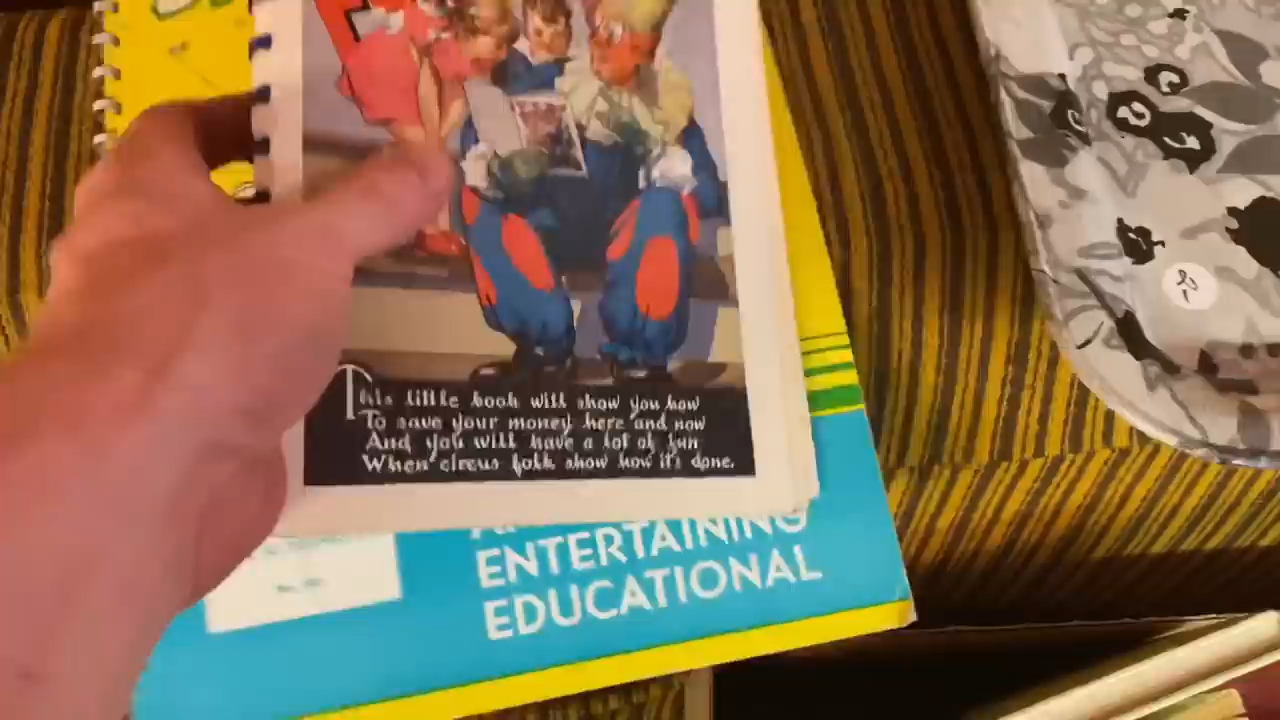 This little book will show you how
To save your money here and now
And you will have a lot of fun
When circus folk show how it's done.
ENTERTAINING
EDUCATIONAL